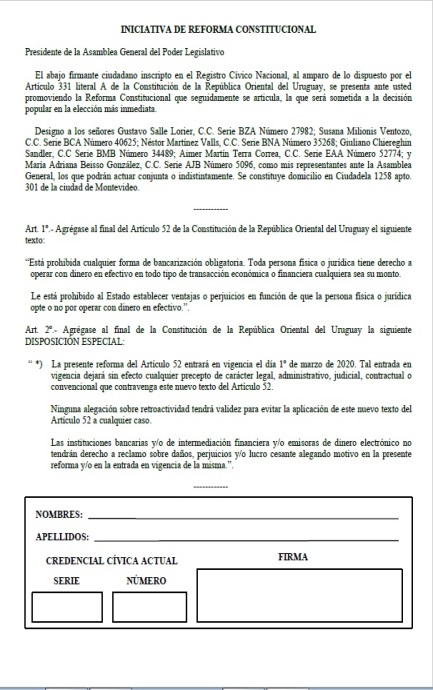 INICIATIVA DE REFORMA CONSTITUCIONAL
Presidente de la Asamblea General del Poder Legislativo
El abajo firmante ciudadano inscripto en el Registro Cívico Nacional, al amparo de lo dispuesto por el
Artículo 331 literal A de la Constitución de la República Oriental del Uruguay, se presenta ante usted
promoviendo la Reforma Constitucional que seguidamente se articula, la que será sometida a la decisión
popular en la elección más inmediata.
Designo a los señores Gustavo Salle Lorier, C.C. Serie BZA Número 27982; Susana Milionis Ventozo,
C.C. Serie BCA Número 40625; Néstor Martínez Valls, C.C. Serie BNA Número 35268; Giuliano Chiereghin
Sandler, C.C Serie BMB Número 34489; Aimer Martín Terra Correa, C.C. Serie EAA Número 52774; y
María Adriana Beisso González, C.C. Serie AJB Número 5096, como mis representantes ante la Asamblea
General, los que podrán actuar conjunta o indistintamente. Se constituye domicilio en Ciudadela 1258 apto.
301 de la ciudad de Montevideo.
------------
Art. 1º.- Agrégase al final del Artículo 52 de la Constitución de la República Oriental del Uruguay el siguiente
texto:
“Está prohibida cualquier forma de bancarización obligatoria. Toda persona física o jurídica tiene derecho a
operar con dinero en efectivo en todo tipo de transacción económica o financiera cualquiera sea su monto.
Le está prohibido al Estado establecer ventajas o perjuicios en función de que la persona física o jurídica
opte o no por operar con dinero en efectivo.”.
Art. 2º.- Agrégase al final de la Constitución de la República Oriental del Uruguay la siguiente
DISPOSICIÓN ESPECIAL:
“ *) La presente reforma del Artículo 52 entrará en vigencia el día 1º de marzo de 2020. Tal entrada en
vigencia dejará sin efecto cualquier precepto de carácter legal, administrativo, judicial, contractual o
convencional que contravenga este nuevo texto del Artículo 52.
Ninguna alegación sobre retroactividad tendrá validez para evitar la aplicación de este nuevo texto del
Artículo 52 a cualquier caso.
Las instituciones bancarias y/o de intermediación financiera y/o emisoras de dinero electrónico no
tendrán derecho a reclamo sobre daños, perjuicios y/o lucro cesante alegando motivo en la presente
reforma y/o en la entrada en vigencia de la misma.”.
------------
NOMBRES:
APELLIDOS:
CREDENCIAL CÍVICA ACTUAL FIRMA
SERIE NÚMERO